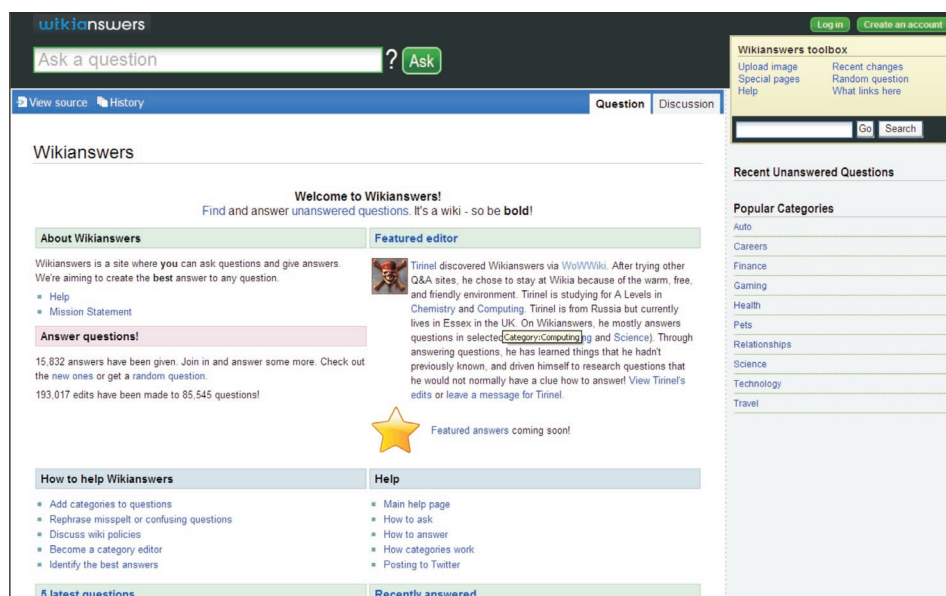 wikianswers
Log in Create an account
Ask a question ? Ask
Wikianswers toolbox
Upload image Recent changes
Special pages Random question
Help What links here
View source History Question Discussion
Go Search
Wikianswers
Recent Unanswered Questions
Welcome to Wikianswers!
Find and answer unanswered questions. It's a wiki - so be bold!
Popular Categories
Auto
Careers
Finance
Gaming
Health
Pets
Relationships
Science
Technology
Travel
About Wikianswers
Wikianswers is a site where you can ask questions and give answers.
We're aiming to create the best answer to any question.
Help
Mission Statement
Answer questions!
15,832 answers have been given. Join in and answer some more. Check out
the new ones or get a random question.
193,017 edits have been made to 85,545 questions!
Featured editor
Tirinel discovered Wikianswers via WoWWiki. After trying other
Q&A sites, he chose to stay at Wikia because of the warm, free,
and friendly environment. Tirinel is studying for A Levels in
Chemistry and Computing. Tirinel is from Russia but currently
lives in Essex in the UK. On Wikianswers, he mostly answers
questions in selected Category:Computing ng and Science). Through
answering questions, he has learned things that he hadn't
previously known, and driven himself to research questions that
he would not normally have a clue how to answer! View Tirinel's
edits or leave a message for Tirinel.
Featured answers coming soon!
How to help Wikianswers
Add categories to questions
Rephrase misspelt or confusing questions
Discuss wiki policies
Become a category editor
Identify the best answers
Help
Main help page
How to ask
How to answer
How categories work
Posting to Twitter
5 latest questions
Recently answered